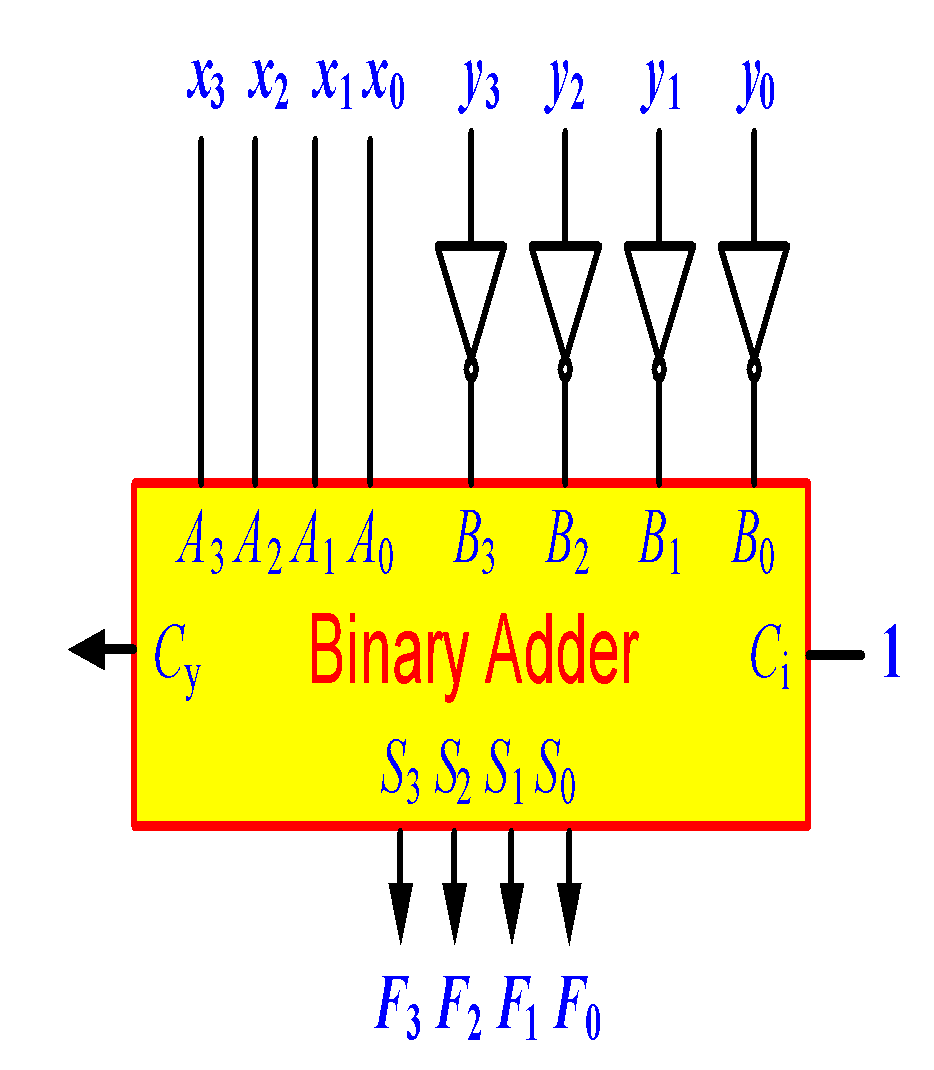 x3 x2 x1 x0 y3 y2 y1 y0
A3 A2 A1 A0 B3 B2 B1 B0
Cy Binary Adder Ci 1
S3 S2 S1 S0
F3 F2 F1 F0